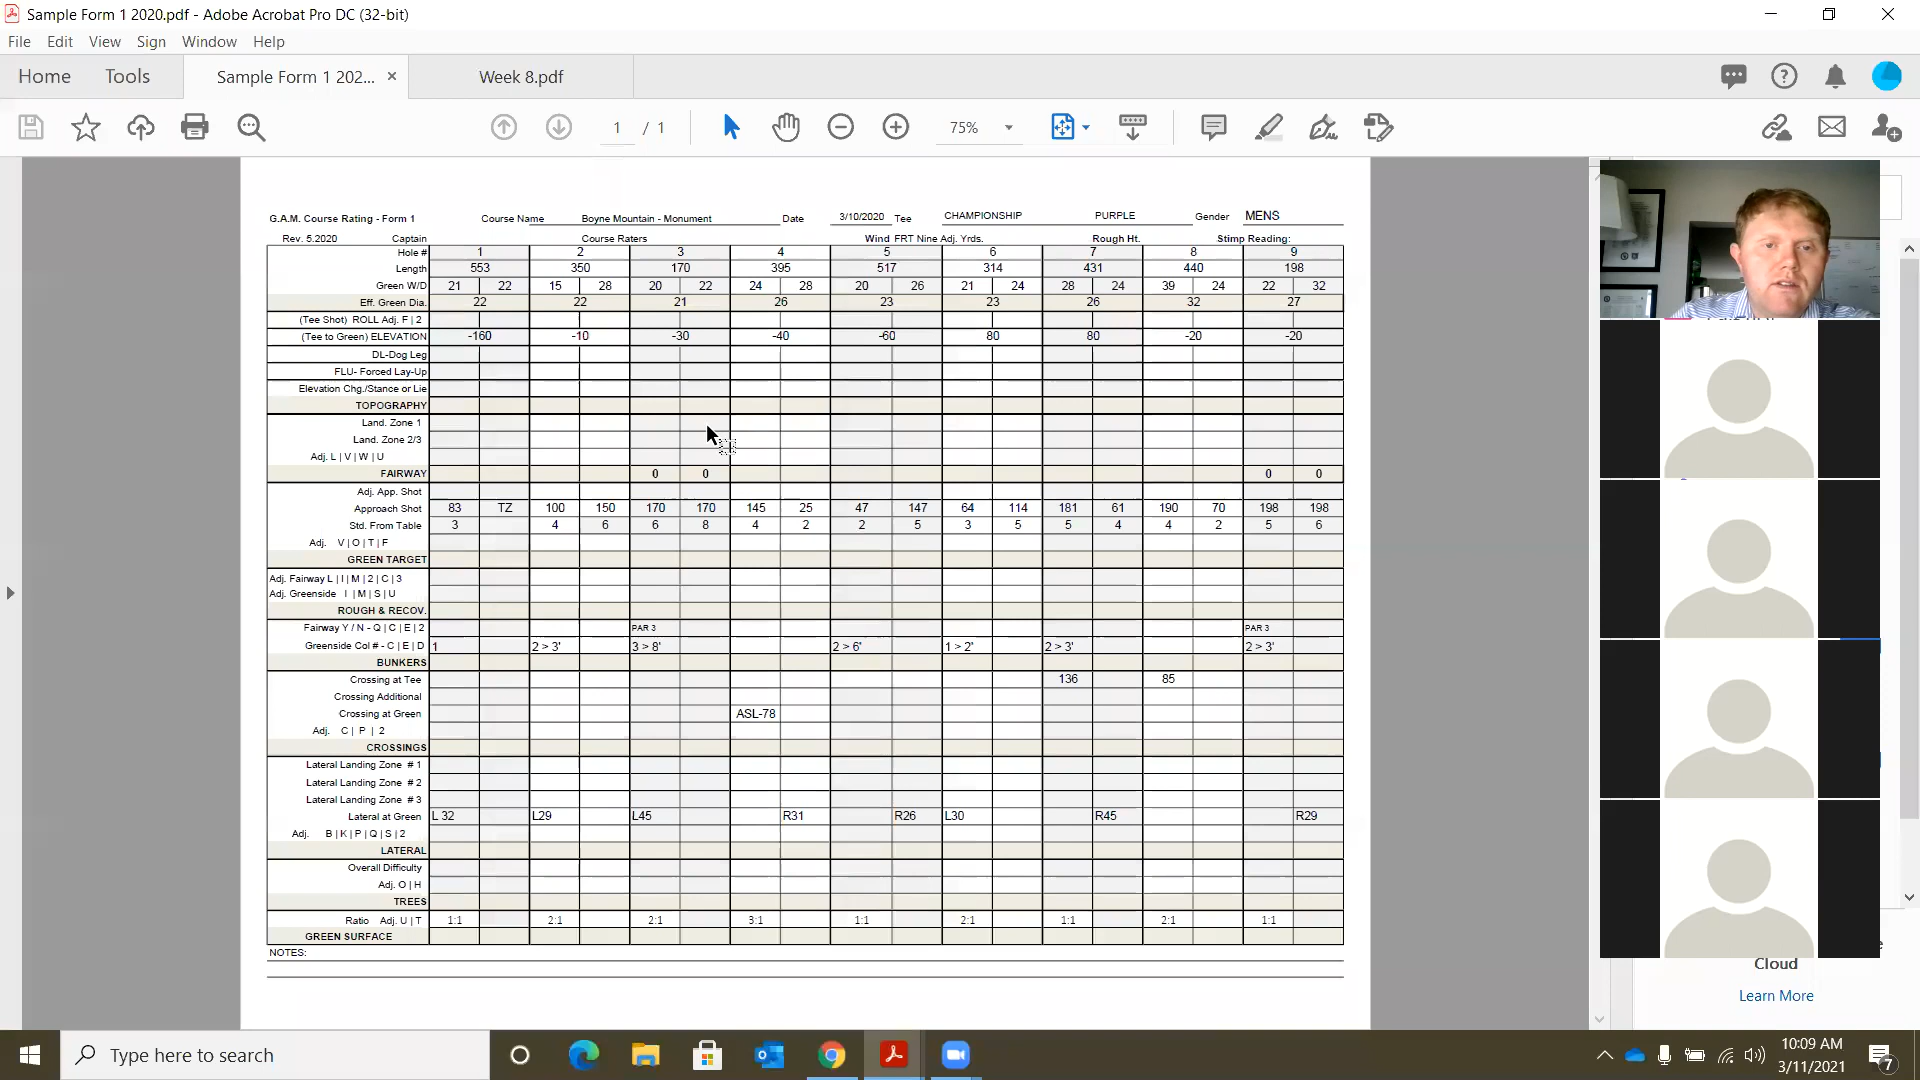 Sample Form 1 2020.pdf - Adobe Acrobat Pro DC (32-bit)
File Edit View Sign Window Help
Home Tools Sample Form 1 202... × Week 8.pdf
1 / 1 75%
G.A.M. Course Rating - Form 1 Course Name Boyne Mountain - Monument Date 3/10/2020 Tee CHAMPIONSHIP PURPLE Gender MENS
Rev. 5.2020 Captain Course Raters Wind FRT Nine Adj. Yrds. Rough Ht. Stimp Reading:
Hole # 1 2 3 4 5 6 7 8 9
Length 553 350 170 395 517 314 431 440 198
Green W/D 21 22 15 28 20 22 24 28 20 26 21 24 28 24 39 24 22 32
Eff. Green Dia. 22 22 21 26 23 23 26 32 27
(Tee Shot) ROLL Adj. F | 2
(Tee to Green) ELEVATION -160 -10 -30 -40 -60 80 80 -20 -20
DL-Dog Leg
FLU- Forced Lay-Up
Elevation Chg./Stance or Lie
TOPOGRAPHY
Land. Zone 1
Land. Zone 2/3
Adj. L | V | W | U
FAIRWAY 0 0 0 0
Adj. App. Shot
Approach Shot 83 TZ 100 150 170 170 145 25 47 147 64 114 181 61 190 70 198 198
Std. From Table 3 4 6 6 8 4 2 2 5 3 5 5 4 4 2 5 6
Adj. V | O | T | F
GREEN TARGET
Adj. Fairway L | I | M | 2 | C | 3
Adj. Greenside I | M | S | U
ROUGH & RECOV.
Fairway Y / N - Q | C | E | 2 PAR 3 PAR 3
Greenside Col # - C | E | D 1 2 > 3' 3 > 8' 2 > 6' 1 > 2' 2 > 3' 2 > 3'
BUNKERS
Crossing at Tee 136 85
Crossing Additional
Crossing at Green ASL-78
Adj. C | P | 2
CROSSINGS
Lateral Landing Zone # 1
Lateral Landing Zone # 2
Lateral Landing Zone # 3
Lateral at Green L 32 L29 L45 R31 R26 L30 R45 R29
Adj. B | K | P | Q | S | 2
LATERAL
Overall Difficulty
Adj. O | H
TREES
Ratio Adj. U | T 1:1 2:1 2:1 3:1 1:1 2:1 1:1 2:1 1:1
GREEN SURFACE
NOTES:
Cloud
Learn More
Type here to search
10:09 AM
3/11/2021
7